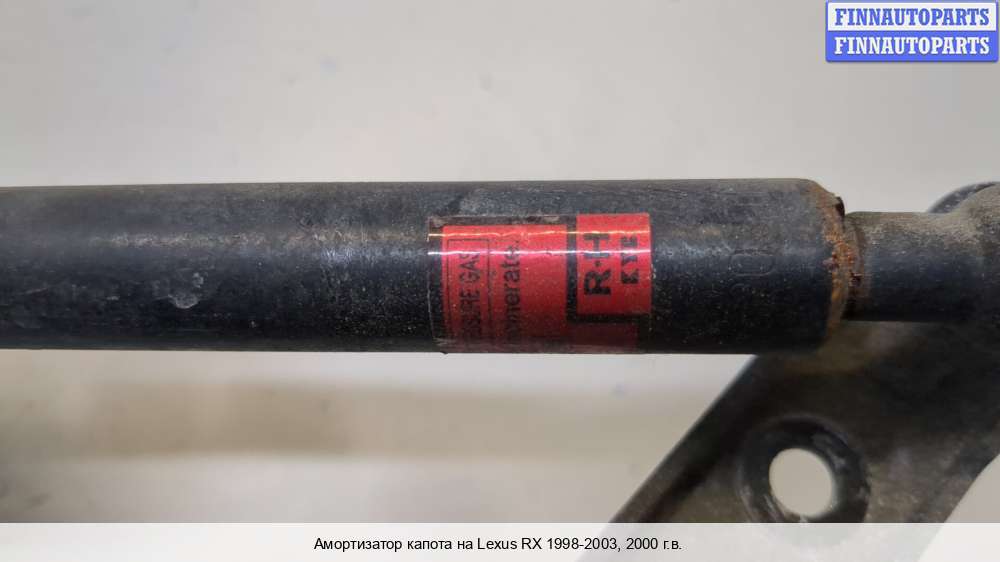 FINNAUTOPARTS
FINNAUTOPARTS
R-H
KYB
Амортизатор капота на Lexus RX 1998-2003, 2000 г.в.